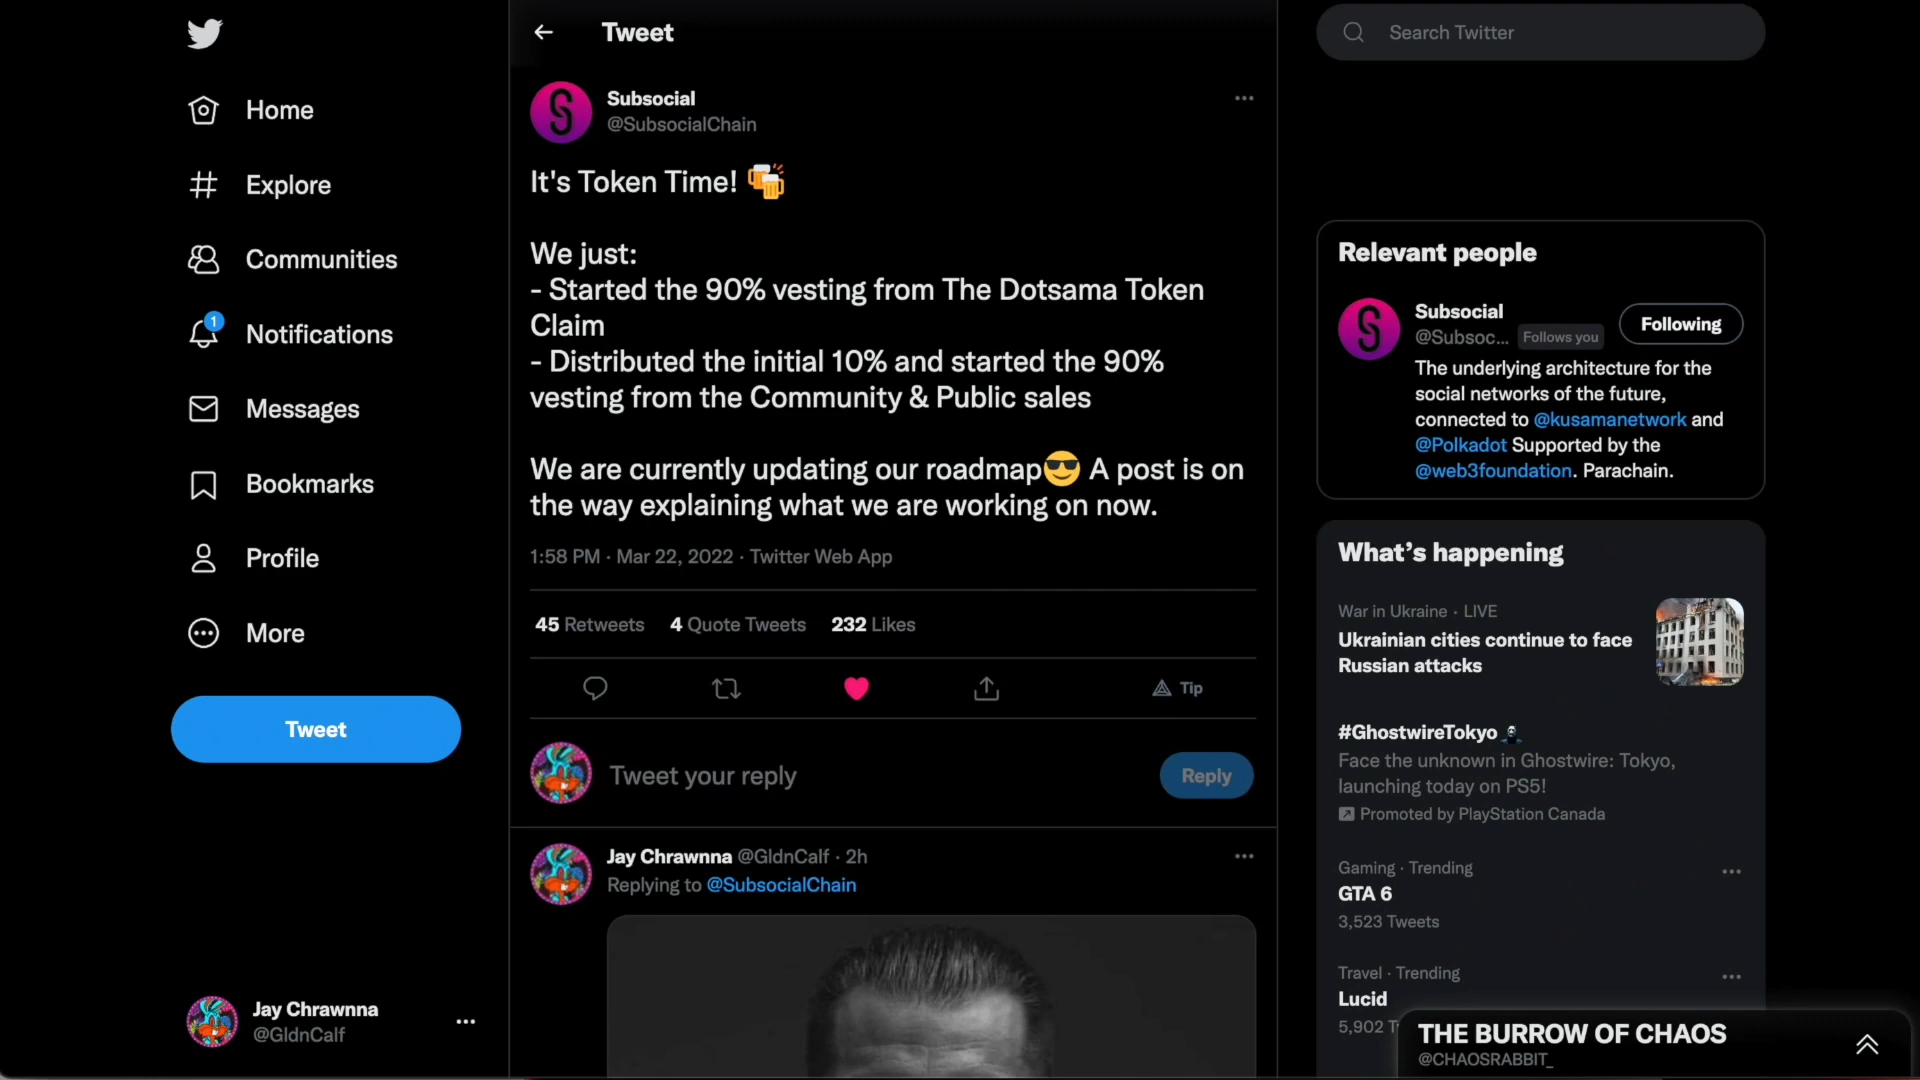 Home
Explore
Communities
1
Notifications
Messages
Bookmarks
Profile
More
Tweet
Jay Chrawnna
@GldnCalf
Tweet
Subsocial
@SubsocialChain
It's Token Time! 🍻
We just:
- Started the 90% vesting from The Dotsama Token
Claim
- Distributed the initial 10% and started the 90%
vesting from the Community & Public sales
We are currently updating our roadmap😎 A post is on
the way explaining what we are working on now.
1:58 PM · Mar 22, 2022 · Twitter Web App
45 Retweets 4 Quote Tweets 232 Likes
Tip
Tweet your reply
Reply
Jay Chrawnna @GldnCalf · 2h
Replying to @SubsocialChain
Search Twitter
Relevant people
Subsocial
@Subsoc... Follows you
Following
The underlying architecture for the
social networks of the future,
connected to @kusamanetwork and
@Polkadot Supported by the
@web3foundation. Parachain.
What's happening
War in Ukraine · LIVE
Ukrainian cities continue to face
Russian attacks
#GhostwireTokyo
Face the unknown in Ghostwire: Tokyo,
launching today on PS5!
Promoted by PlayStation Canada
Gaming · Trending
GTA 6
3,523 Tweets
Travel · Trending
Lucid
5,902 T
THE BURROW OF CHAOS
@CHAOSRABBIT_